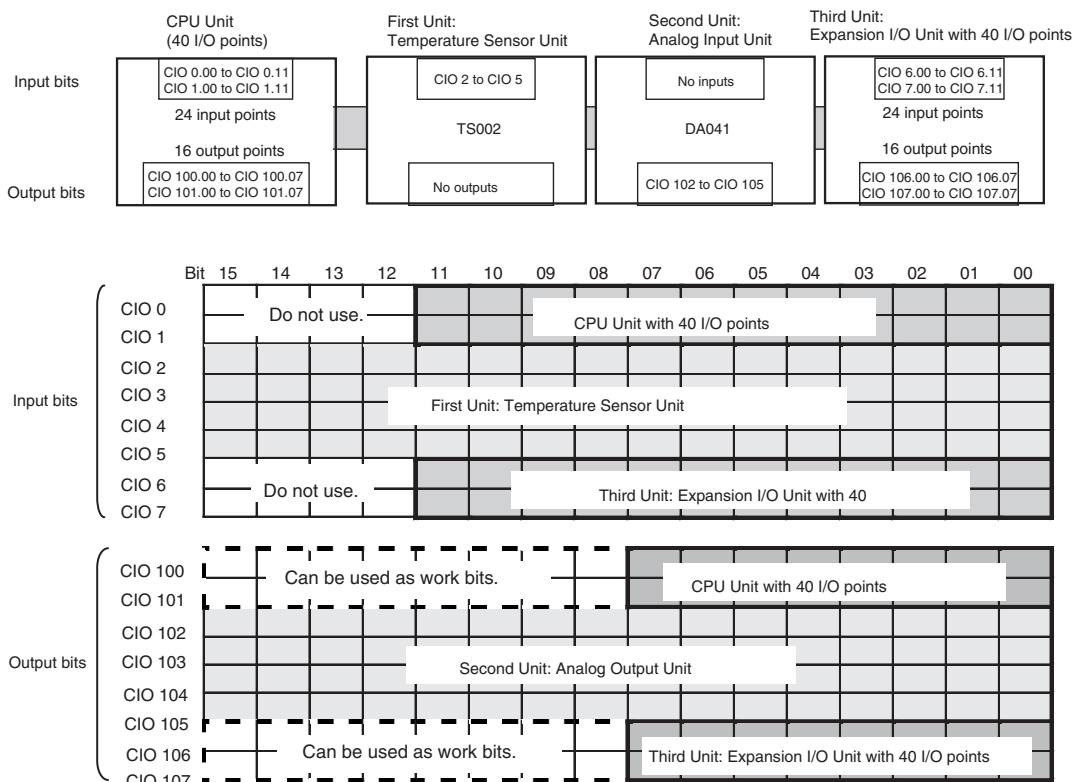 CPU Unit
(40 I/O points)
First Unit:
Temperature Sensor Unit
Second Unit:
Analog Input Unit
Third Unit:
Expansion I/O Unit with 40 I/O points
Input bits
CIO 0.00 to CIO 0.11
CIO 1.00 to CIO 1.11
24 input points
16 output points
CIO 100.00 to CIO 100.07
CIO 101.00 to CIO 101.07
Output bits
CIO 2 to CIO 5
TS002
No outputs
No inputs
DA041
CIO 102 to CIO 105
CIO 6.00 to CIO 6.11
CIO 7.00 to CIO 7.11
24 input points
16 output points
CIO 106.00 to CIO 106.07
CIO 107.00 to CIO 107.07
Bit 15 14 13 12 11 10 09 08 07 06 05 04 03 02 01 00
Input bits
CIO 0
CIO 1
CIO 2
CIO 3
CIO 4
CIO 5
CIO 6
CIO 7
Do not use.
CPU Unit with 40 I/O points
First Unit: Temperature Sensor Unit
Do not use.
Third Unit: Expansion I/O Unit with 40
Output bits
CIO 100
CIO 101
CIO 102
CIO 103
CIO 104
CIO 105
CIO 106
CIO 107
Can be used as work bits.
CPU Unit with 40 I/O points
Second Unit: Analog Output Unit
Can be used as work bits.
Third Unit: Expansion I/O Unit with 40 I/O points